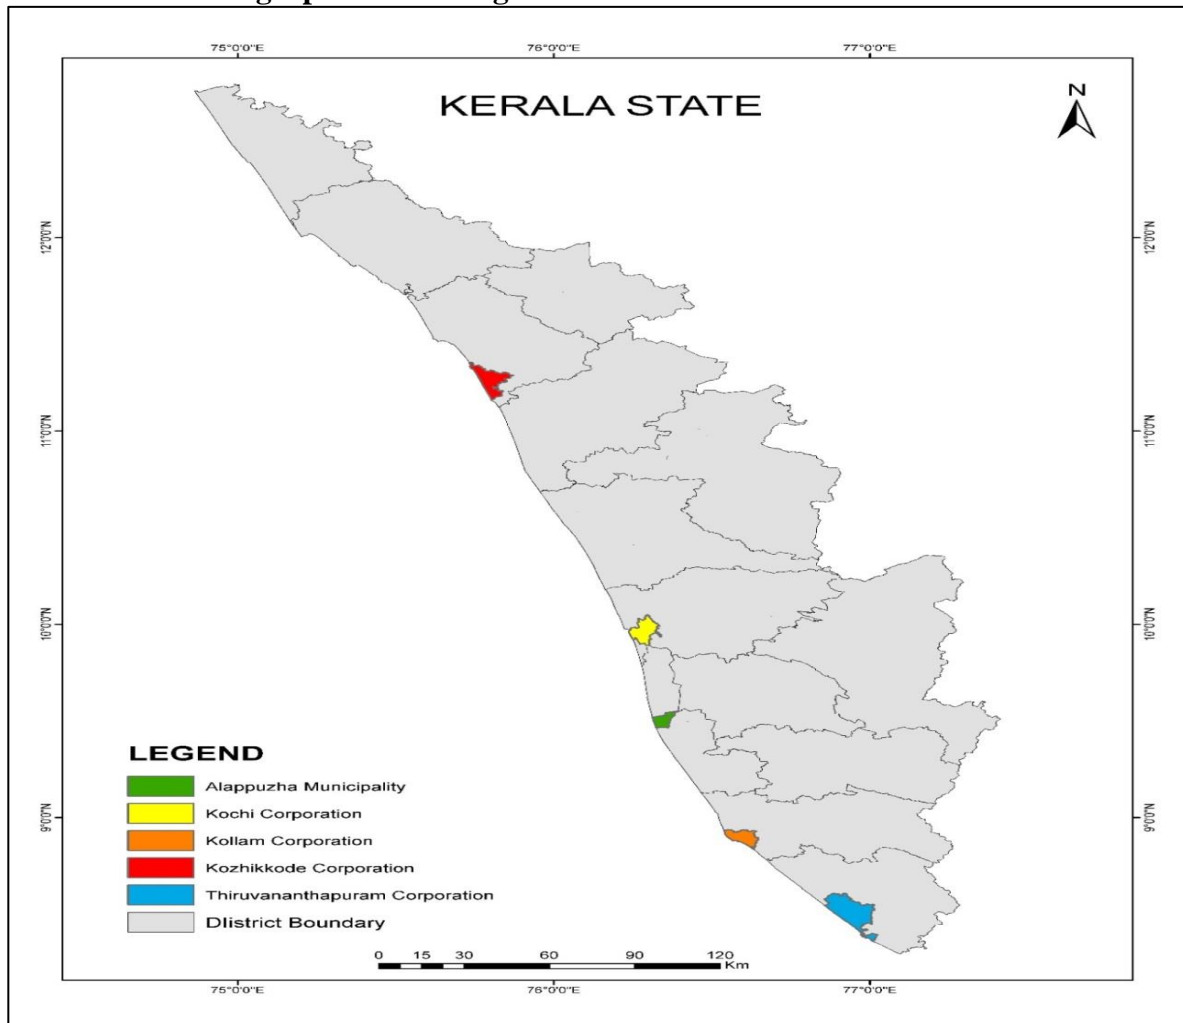 75°0'0"E 76°0'0"E 77°0'0"E
KERALA STATE
N
12°0'0"N 12°0'0"N
11°0'0"N 11°0'0"N
10°0'0"N 10°0'0"N
9°0'0"N 9°0'0"N
LEGEND
Alappuzha Municipality
Kochi Corporation
Kollam Corporation
Kozhikkode Corporation
Thiruvananthapuram Corporation
DIistrict Boundary
0 15 30 60 90 120
Km
75°0'0"E 76°0'0"E 77°0'0"E